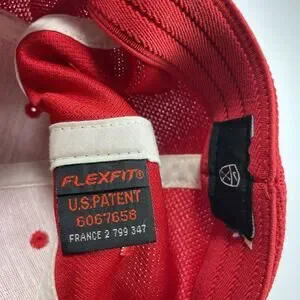 FLEXFIT®
U.S.PATENT
6067658
FRANCE 2 799 347